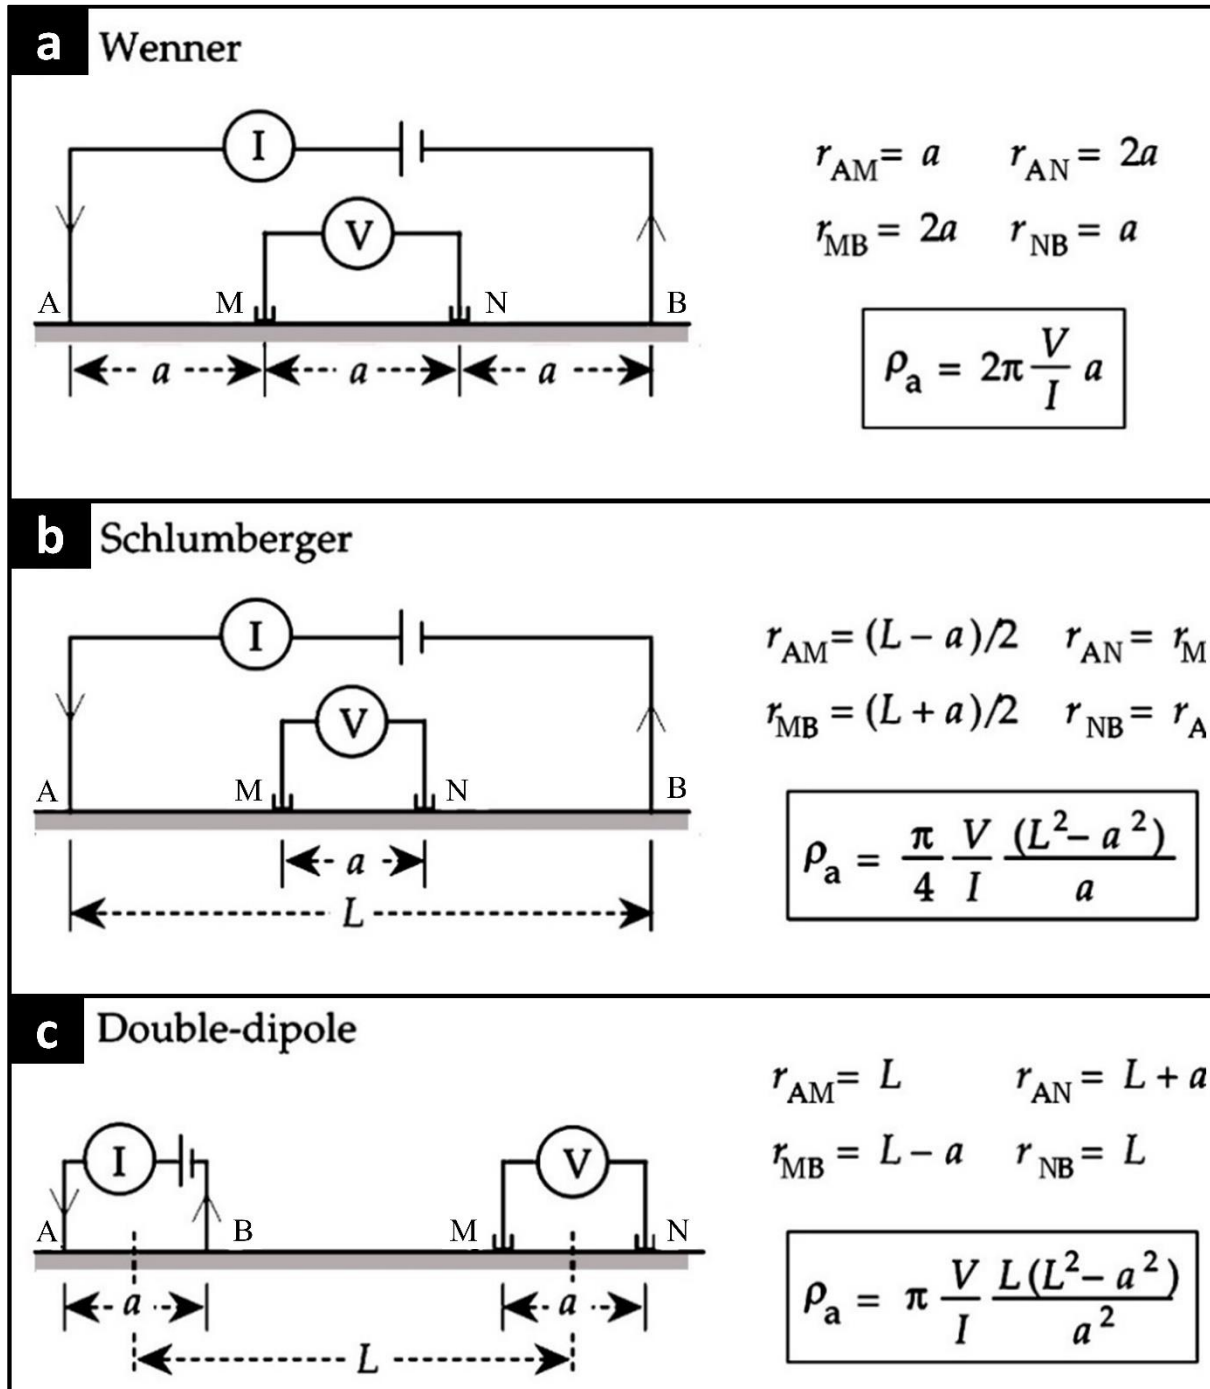 a Wenner
I
V
A M N B
a a a
r_AM = a r_AN = 2a
r_MB = 2a r_NB = a
ρ_a = 2π V/I a
b Schlumberger
I
V
A M N B
a
L
r_AM = (L – a)/2 r_AN = r_M
r_MB = (L + a)/2 r_NB = r_A
ρ_a = π/4 V/I (L² – a²)/a
c Double-dipole
I V
A B M N
a a
L
r_AM = L r_AN = L + a
r_MB = L – a r_NB = L
ρ_a = π V/I L(L² – a²)/a²